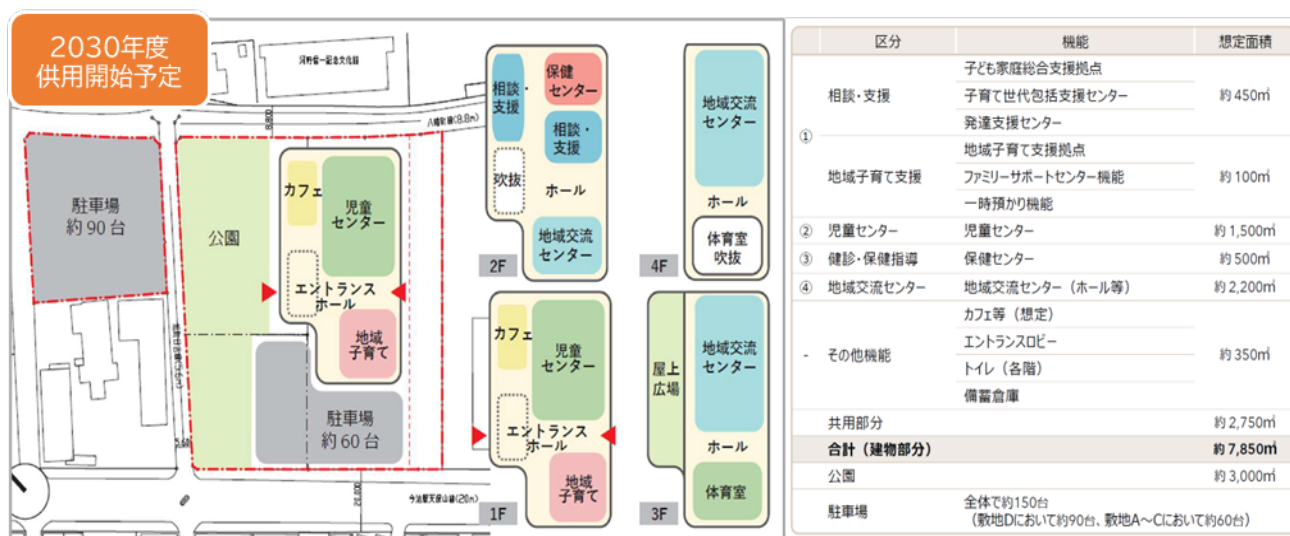 2030年度
供用開始予定
八幡町線(8.8m)
8,800
駐車場
約90台
公園
カフェ
児童
センター
エントランス
ホール
地域
子育て
駐車場
約60台
5.60
20,000
今治駅天保山線(20m)
相談・
支援
保健
センター
相談・
支援
吹抜
ホール
地域交流
センター
2F
地域交流
センター
ホール
体育室
吹抜
4F
カフェ
児童
センター
エントランス
ホール
地域
子育て
1F
屋上
広場
地域交流
センター
ホール
体育室
3F
区分 機能 想定面積
① 相談・支援 子ども家庭総合支援拠点 約450㎡
子育て世代包括支援センター
発達支援センター
地域子育て支援 地域子育て支援拠点 約100㎡
ファミリーサポートセンター機能
一時預かり機能
② 児童センター 児童センター 約1,500㎡
③ 健診・保健指導 保健センター 約500㎡
④ 地域交流センター 地域交流センター（ホール等） 約2,200㎡
- その他機能 カフェ等（想定） 約350㎡
エントランスロビー
トイレ（各階）
備蓄倉庫
共用部分 約2,750㎡
合計（建物部分） 約7,850㎡
公園 約3,000㎡
駐車場 全体で約150台
（敷地Dにおいて約90台、敷地A～Cにおいて約60台）